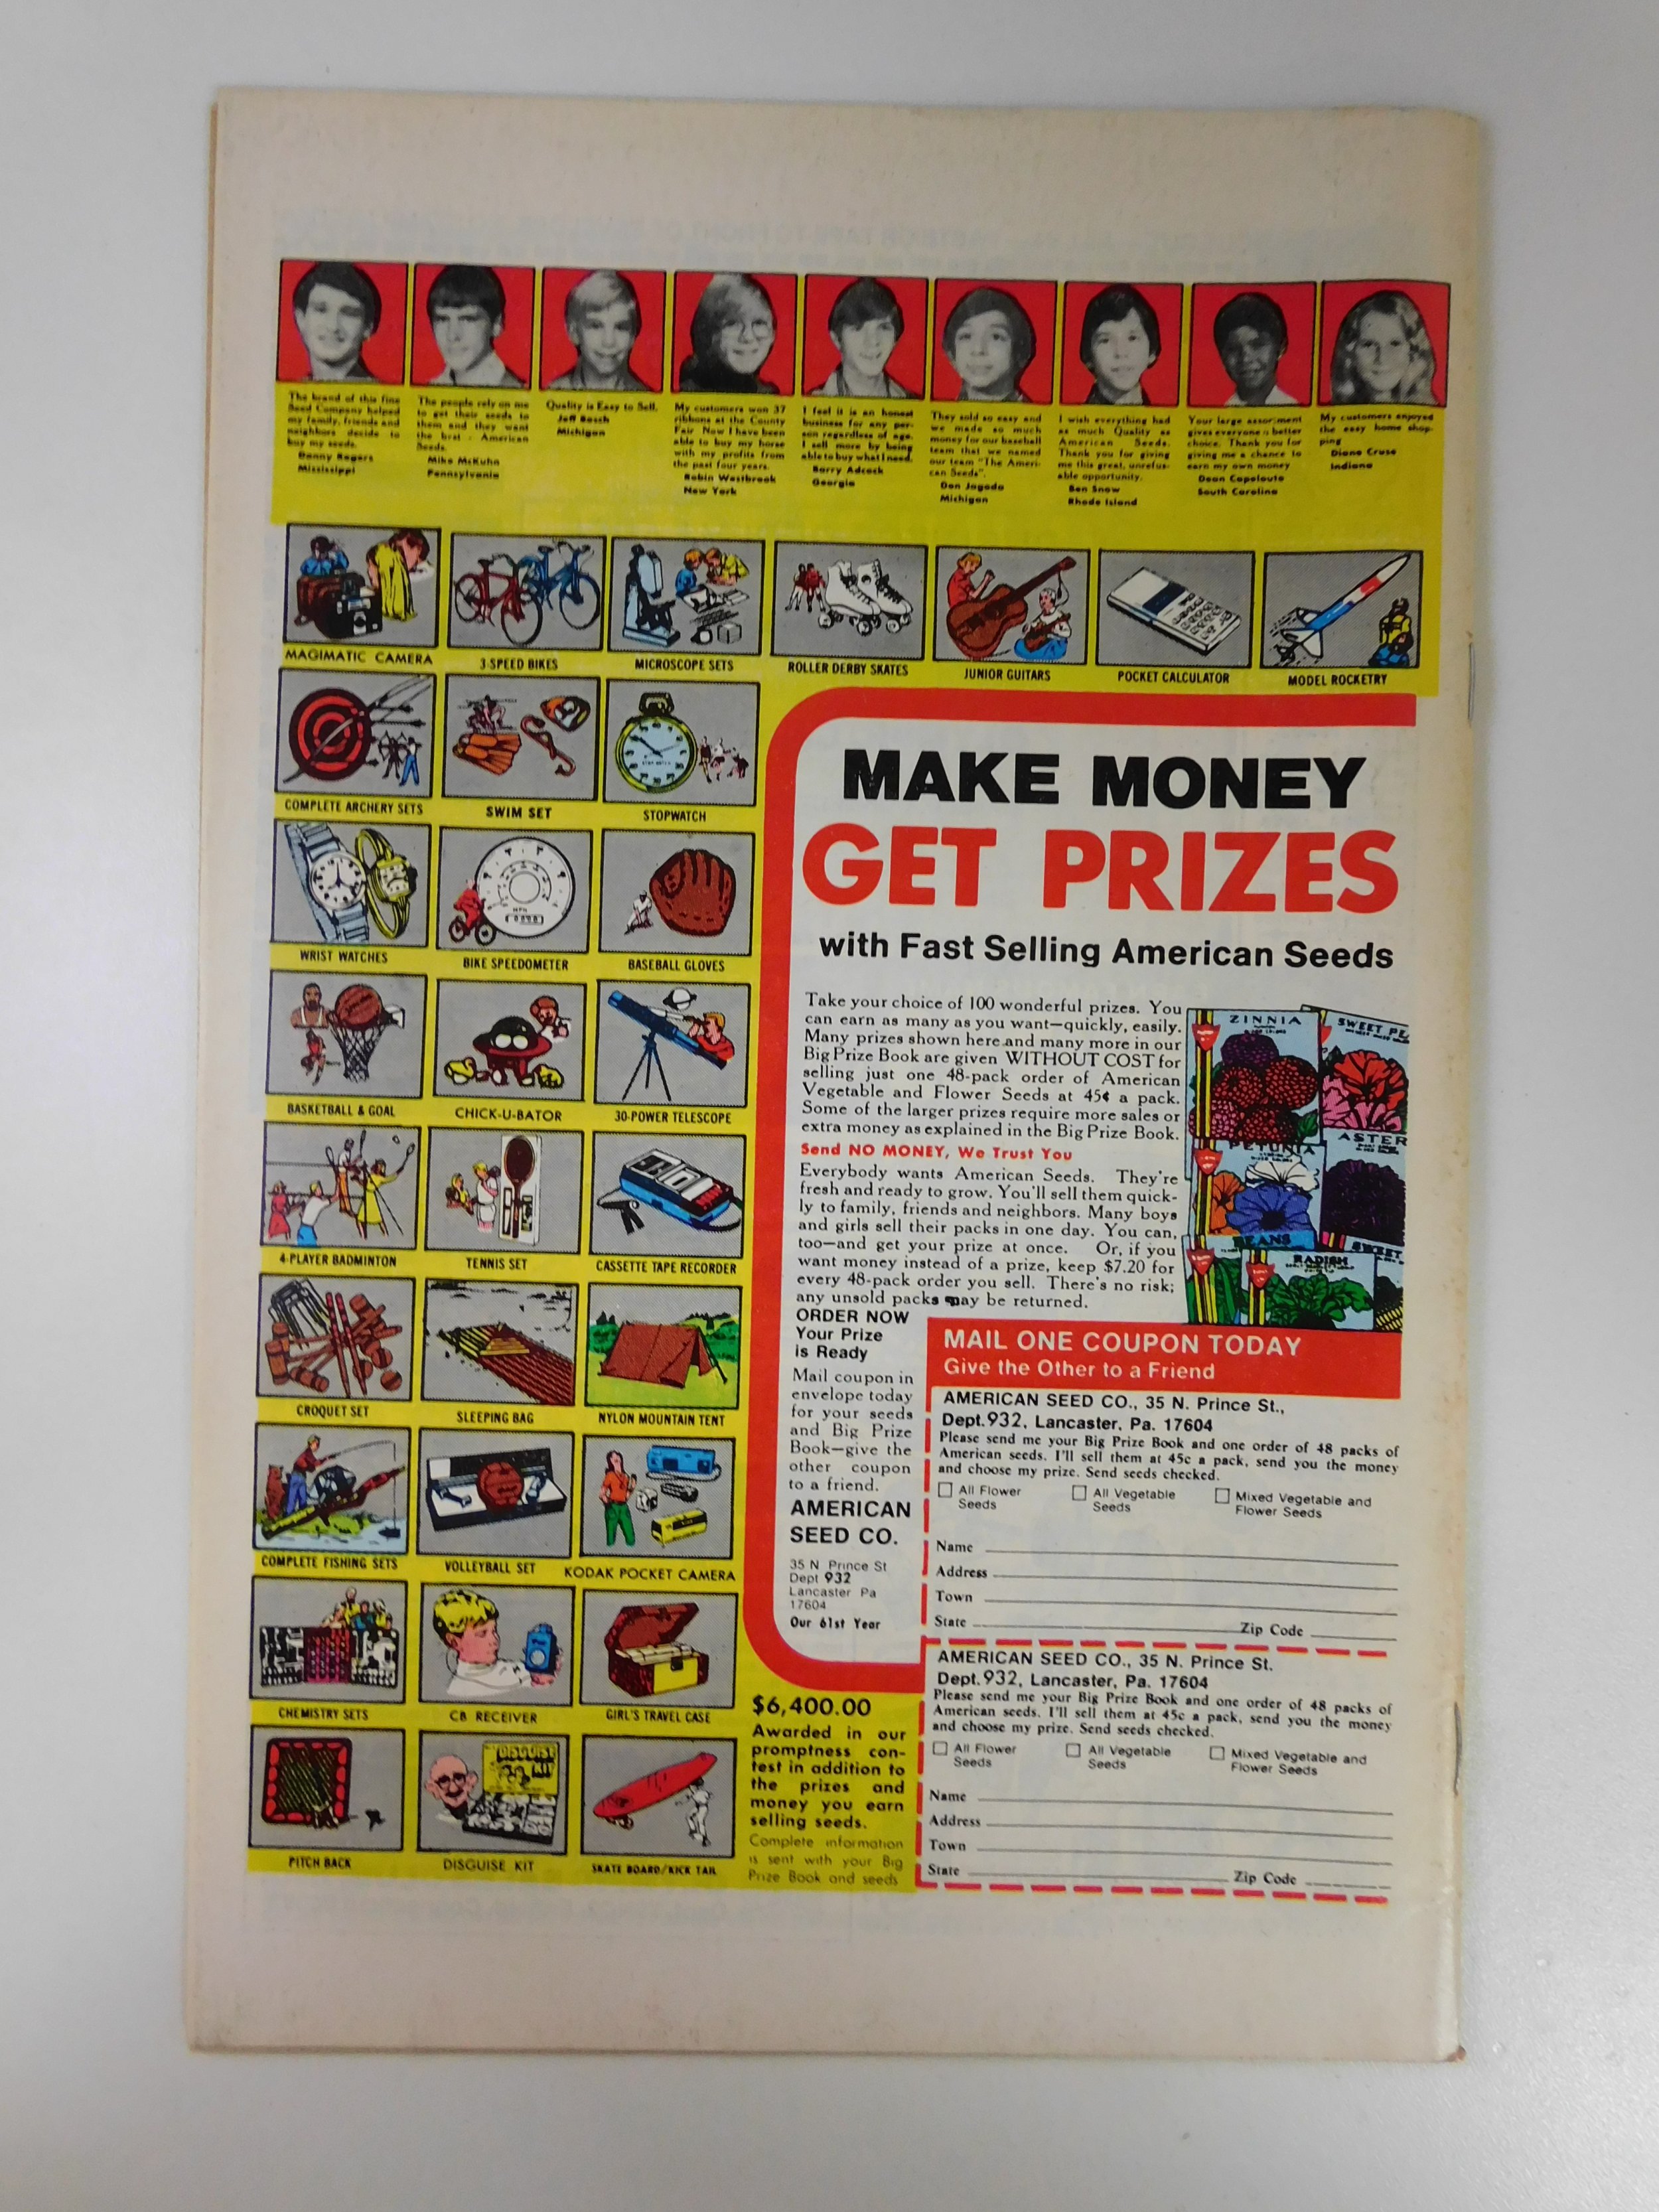 The brand of this fine
Seed Company helped
my family, friends and
neighbors decide to
buy my seeds.
Danny Rogers
Mississippi
The people rely on me
to get their seeds to
them and they want
the best - American
Seeds.
Mike McKuhn
Pennsylvania
Quality is Easy to Sell.
Jeff Bosch
Michigan
My customers won 37
ribbons at the County
Fair. Now I have been
able to buy my horse
with my profits from
the past four years.
Robin Westbrook
New York
I feel it is an honest
business for any per-
son regardless of age.
I sell more by being
able to buy what I need.
Barry Adcock
Georgia
They sold so easy and
we made so much
money for our baseball
team that we named
our team "The Ameri-
can Seeds".
Don Jagoda
Michigan
I wish everything had
as much Quality as
American Seeds.
Thank you for giving
me this great, unrefus-
able opportunity.
Ben Snow
Rhode Island
Your large assortment
gives everyone a better
choice. Thank you for
giving me a chance to
earn my own money
Dean Capeloute
South Carolina
My customers enjoyed
the easy home shop-
ping
Diane Cruse
Indiana
MAGIMATIC CAMERA
3-SPEED BIKES
MICROSCOPE SETS
ROLLER DERBY SKATES
JUNIOR GUITARS
POCKET CALCULATOR
MODEL ROCKETRY
COMPLETE ARCHERY SETS
SWIM SET
STOPWATCH
WRIST WATCHES
BIKE SPEEDOMETER
BASEBALL GLOVES
BASKETBALL & GOAL
CHICK-U-BATOR
30-POWER TELESCOPE
4-PLAYER BADMINTON
TENNIS SET
CASSETTE TAPE RECORDER
CROQUET SET
SLEEPING BAG
NYLON MOUNTAIN TENT
COMPLETE FISHING SETS
VOLLEYBALL SET
KODAK POCKET CAMERA
CHEMISTRY SETS
CB RECEIVER
GIRL'S TRAVEL CASE
DISGUISE
PITCH BACK
DISGUISE KIT
SKATE BOARD/KICK TAIL
MAKE MONEY
GET PRIZES
with Fast Selling American Seeds
Take your choice of 100 wonderful prizes. You
can earn as many as you want—quickly, easily.
Many prizes shown here and many more in our
Big Prize Book are given WITHOUT COST for
selling just one 48-pack order of American
Vegetable and Flower Seeds at 45¢ a pack.
Some of the larger prizes require more sales or
extra money as explained in the Big Prize Book.
Send NO MONEY, We Trust You
Everybody wants American Seeds. They're
fresh and ready to grow. You'll sell them quick-
ly to family, friends and neighbors. Many boys
and girls sell their packs in one day. You can,
too—and get your prize at once. Or, if you
want money instead of a prize, keep $7.20 for
every 48-pack order you sell. There's no risk;
any unsold packs may be returned.
ZINNIA
SWEET PE
PETUNIA
ASTER
BEANS
RADISH
SWEET
ORDER NOW
Your Prize
is Ready
Mail coupon in
envelope today
for your seeds
and Big Prize
Book—give the
other coupon
to a friend.
AMERICAN
SEED CO.
35 N Prince St
Dept 932
Lancaster Pa
17604
Our 61st Year
$6,400.00
Awarded in our
promptness con-
test in addition to
the prizes and
money you earn
selling seeds.
Complete information
is sent with your Big
Prize Book and seeds
MAIL ONE COUPON TODAY
Give the Other to a Friend
AMERICAN SEED CO., 35 N. Prince St.,
Dept.932, Lancaster, Pa. 17604
Please send me your Big Prize Book and one order of 48 packs of
American seeds. I'll sell them at 45c a pack, send you the money
and choose my prize. Send seeds checked.
All Flower Seeds
All Vegetable Seeds
Mixed Vegetable and Flower Seeds
Name
Address
Town
State Zip Code
AMERICAN SEED CO., 35 N. Prince St.
Dept.932, Lancaster, Pa. 17604
Please send me your Big Prize Book and one order of 48 packs of
American seeds. I'll sell them at 45c a pack, send you the money
and choose my prize. Send seeds checked.
All Flower Seeds
All Vegetable Seeds
Mixed Vegetable and Flower Seeds
Name
Address
Town
State Zip Code